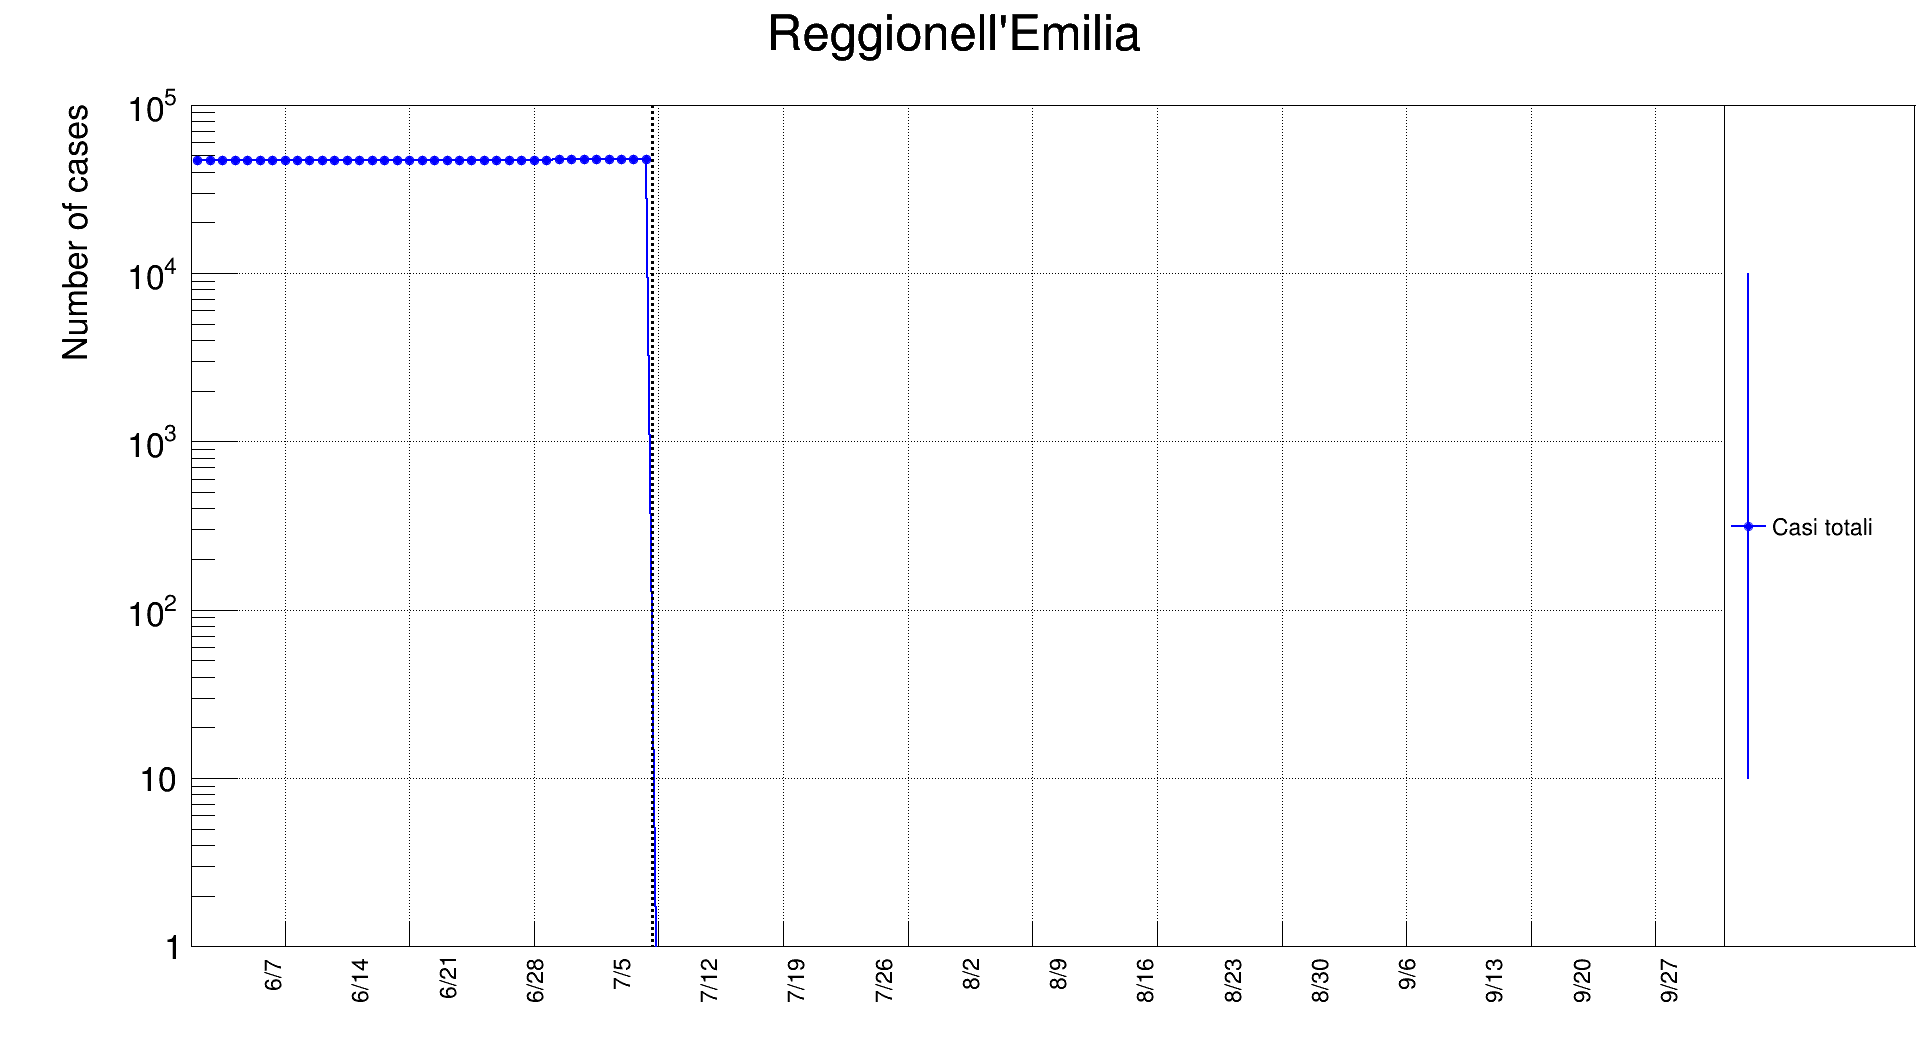 Reggionell'Emilia
Number of cases
10^5
10^4
10^3
10^2
10
1
6/7 6/14 6/21 6/28 7/5 7/12 7/19 7/26 8/2 8/9 8/16 8/23 8/30 9/6 9/13 9/20 9/27
Casi totali